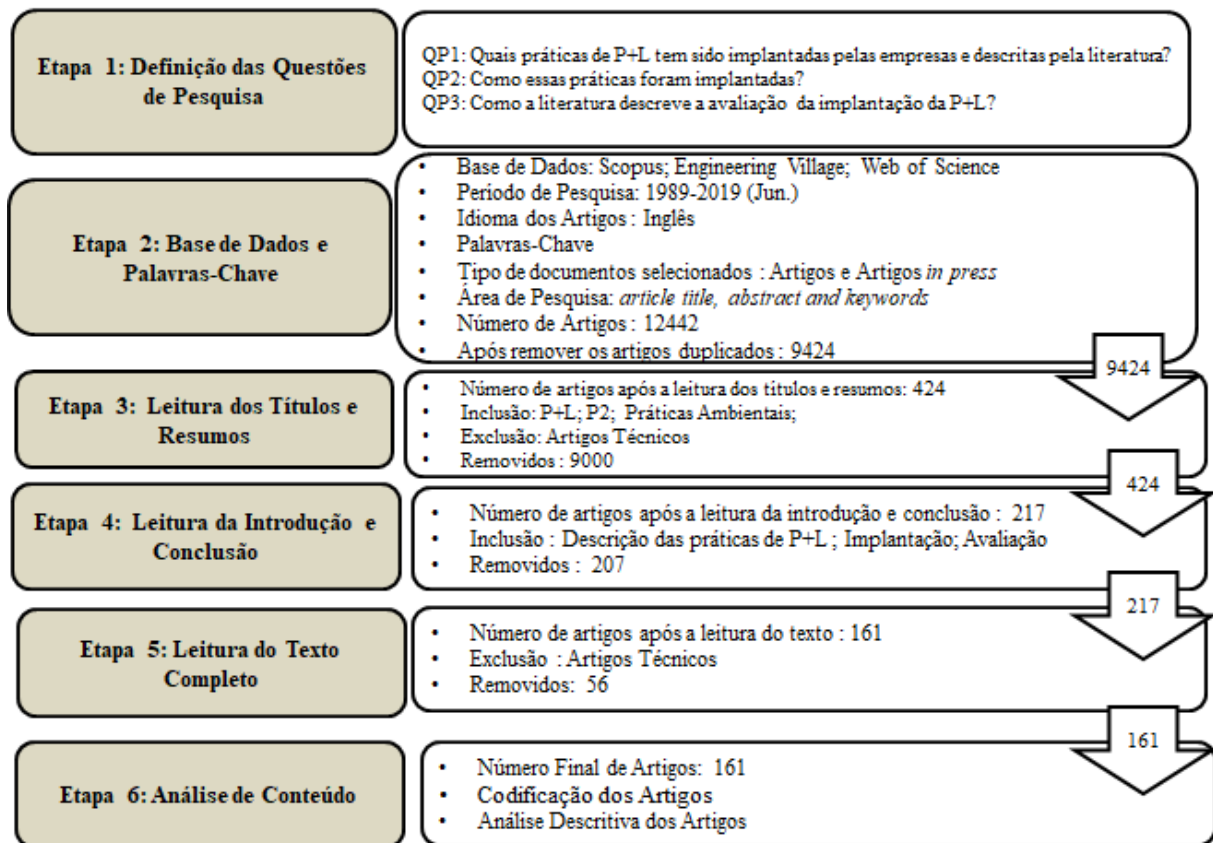 Etapa 1: Definição das Questões
de Pesquisa
QP1: Quais práticas de P+L tem sido implantadas pelas empresas e descritas pela literatura?
QP2: Como essas práticas foram implantadas?
QP3: Como a literatura descreve a avaliação da implantação da P+L?
Etapa 2: Base de Dados e
Palavras-Chave
• Base de Dados: Scopus; Engineering Village; Web of Science
• Período de Pesquisa: 1989-2019 (Jun.)
• Idioma dos Artigos : Inglês
• Palavras-Chave
• Tipo de documentos selecionados : Artigos e Artigos in press
• Área de Pesquisa: article title, abstract and keywords
• Número de Artigos : 12442
• Após remover os artigos duplicados : 9424
9424
Etapa 3: Leitura dos Títulos e
Resumos
• Número de artigos após a leitura dos títulos e resumos: 424
• Inclusão: P+L; P2; Práticas Ambientais;
• Exclusão: Artigos Técnicos
• Removidos : 9000
424
Etapa 4: Leitura da Introdução e
Conclusão
• Número de artigos após a leitura da introdução e conclusão : 217
• Inclusão : Descrição das práticas de P+L ; Implantação; Avaliação
• Removidos : 207
217
Etapa 5: Leitura do Texto
Completo
• Número de artigos após a leitura do texto : 161
• Exclusão : Artigos Técnicos
• Removidos: 56
161
Etapa 6: Análise de Conteúdo
• Número Final de Artigos: 161
• Codificação dos Artigos
• Análise Descritiva dos Artigos